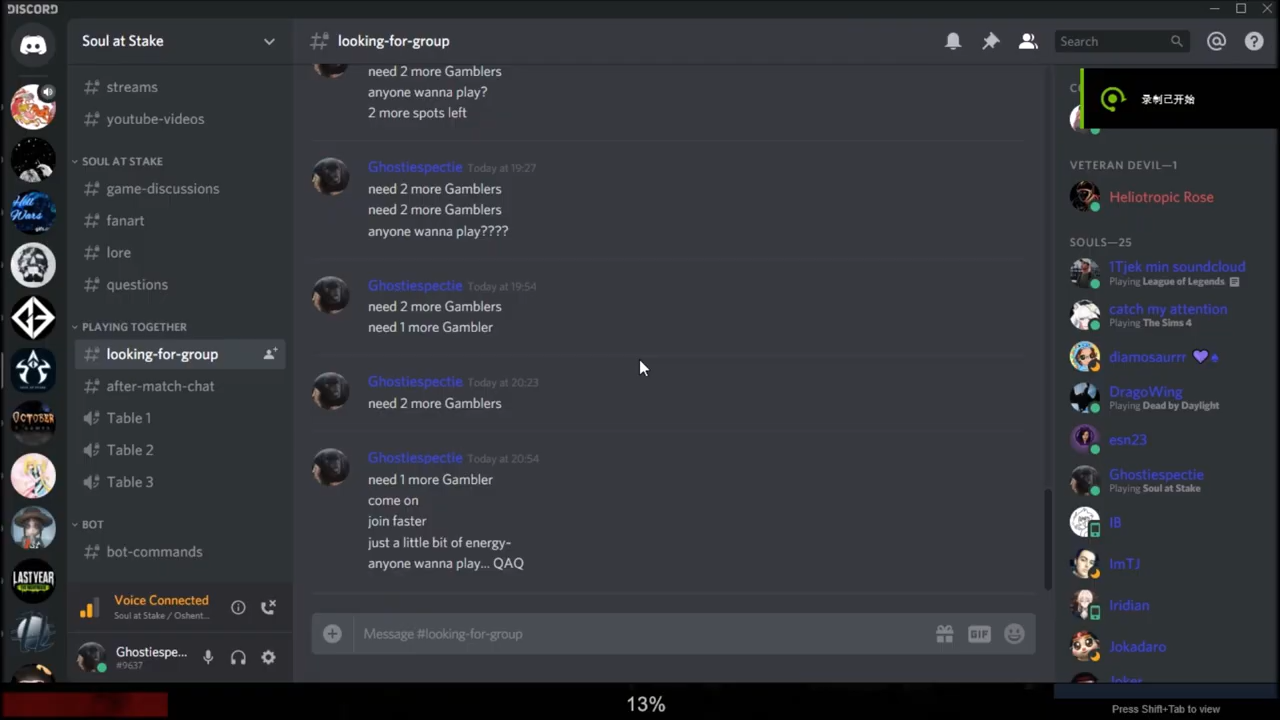 DISCORD
Soul at Stake
streams
youtube-videos
SOUL AT STAKE
game-discussions
fanart
lore
questions
PLAYING TOGETHER
looking-for-group
after-match-chat
Table 1
Table 2
Table 3
BOT
bot-commands
Voice Connected
Soul at Stake / Oshent...
Ghostiespe...
#9637
Hill Wars
OCTOBER
LAST YEAR
looking-for-group
Search
need 2 more Gamblers
anyone wanna play?
2 more spots left
Ghostiespectie Today at 19:27
need 2 more Gamblers
need 2 more Gamblers
anyone wanna play????
Ghostiespectie Today at 19:54
need 2 more Gamblers
need 1 more Gambler
Ghostiespectie Today at 20:23
need 2 more Gamblers
Ghostiespectie Today at 20:54
need 1 more Gambler
come on
join faster
just a little bit of energy~
anyone wanna play... QAQ
Message #looking-for-group
GIF
录制已开始
VETERAN DEVIL—1
Heliotropic Rose
SOULS—25
1Tjek min soundcloud
Playing League of Legends
catch my attention
Playing The Sims 4
diamosaurrr 💜♠
DragoWing
Playing Dead by Daylight
esn23
Ghostiespectie
Playing Soul at Stake
IB
ImTJ
Iridian
Jokadaro
Joker
13%
Press Shift+Tab to view